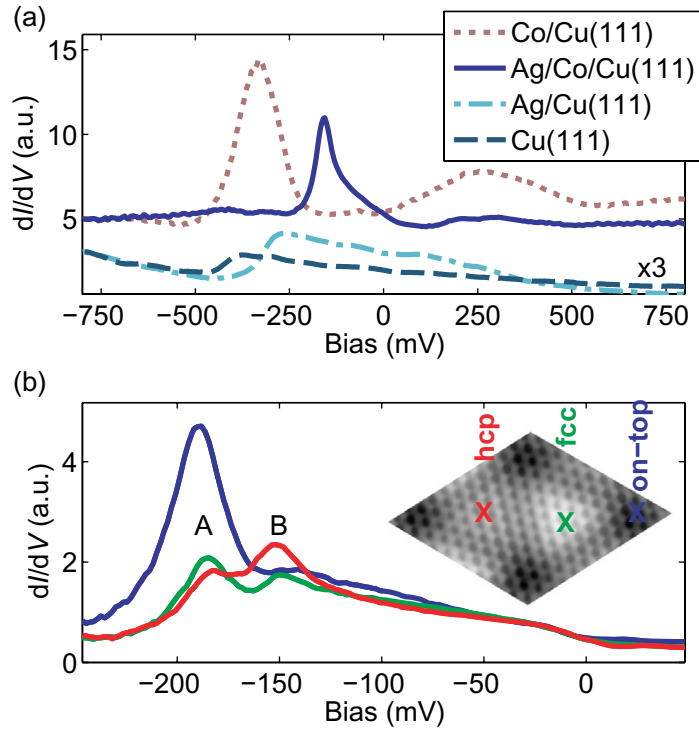 (a)
15
10
5
dI/dV (a.u.)
Co/Cu(111)
Ag/Co/Cu(111)
Ag/Cu(111)
Cu(111)
x3
−750 −500 −250 0 250 500 750
Bias (mV)
(b)
4
2
0
dI/dV (a.u.)
A B
hcp
fcc
on−top
X X X
−200 −150 −100 −50 0
Bias (mV)